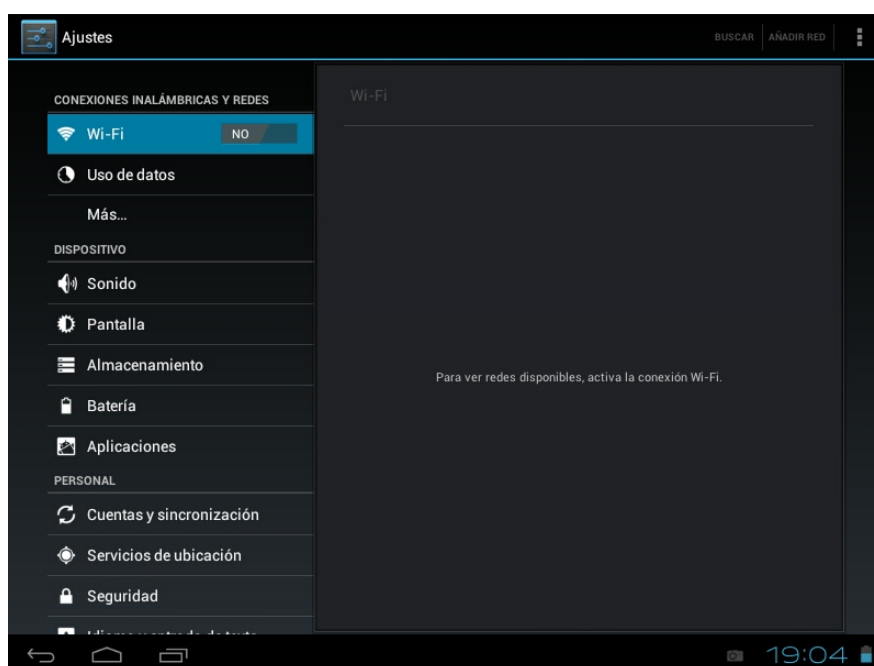 Ajustes
BUSCAR
AÑADIR RED
CONEXIONES INALÁMBRICAS Y REDES
Wi-Fi
NO
Uso de datos
Más...
DISPOSITIVO
Sonido
Pantalla
Almacenamiento
Batería
Aplicaciones
PERSONAL
Cuentas y sincronización
Servicios de ubicación
Seguridad
Wi-Fi
Para ver redes disponibles, activa la conexión Wi-Fi.
19:04